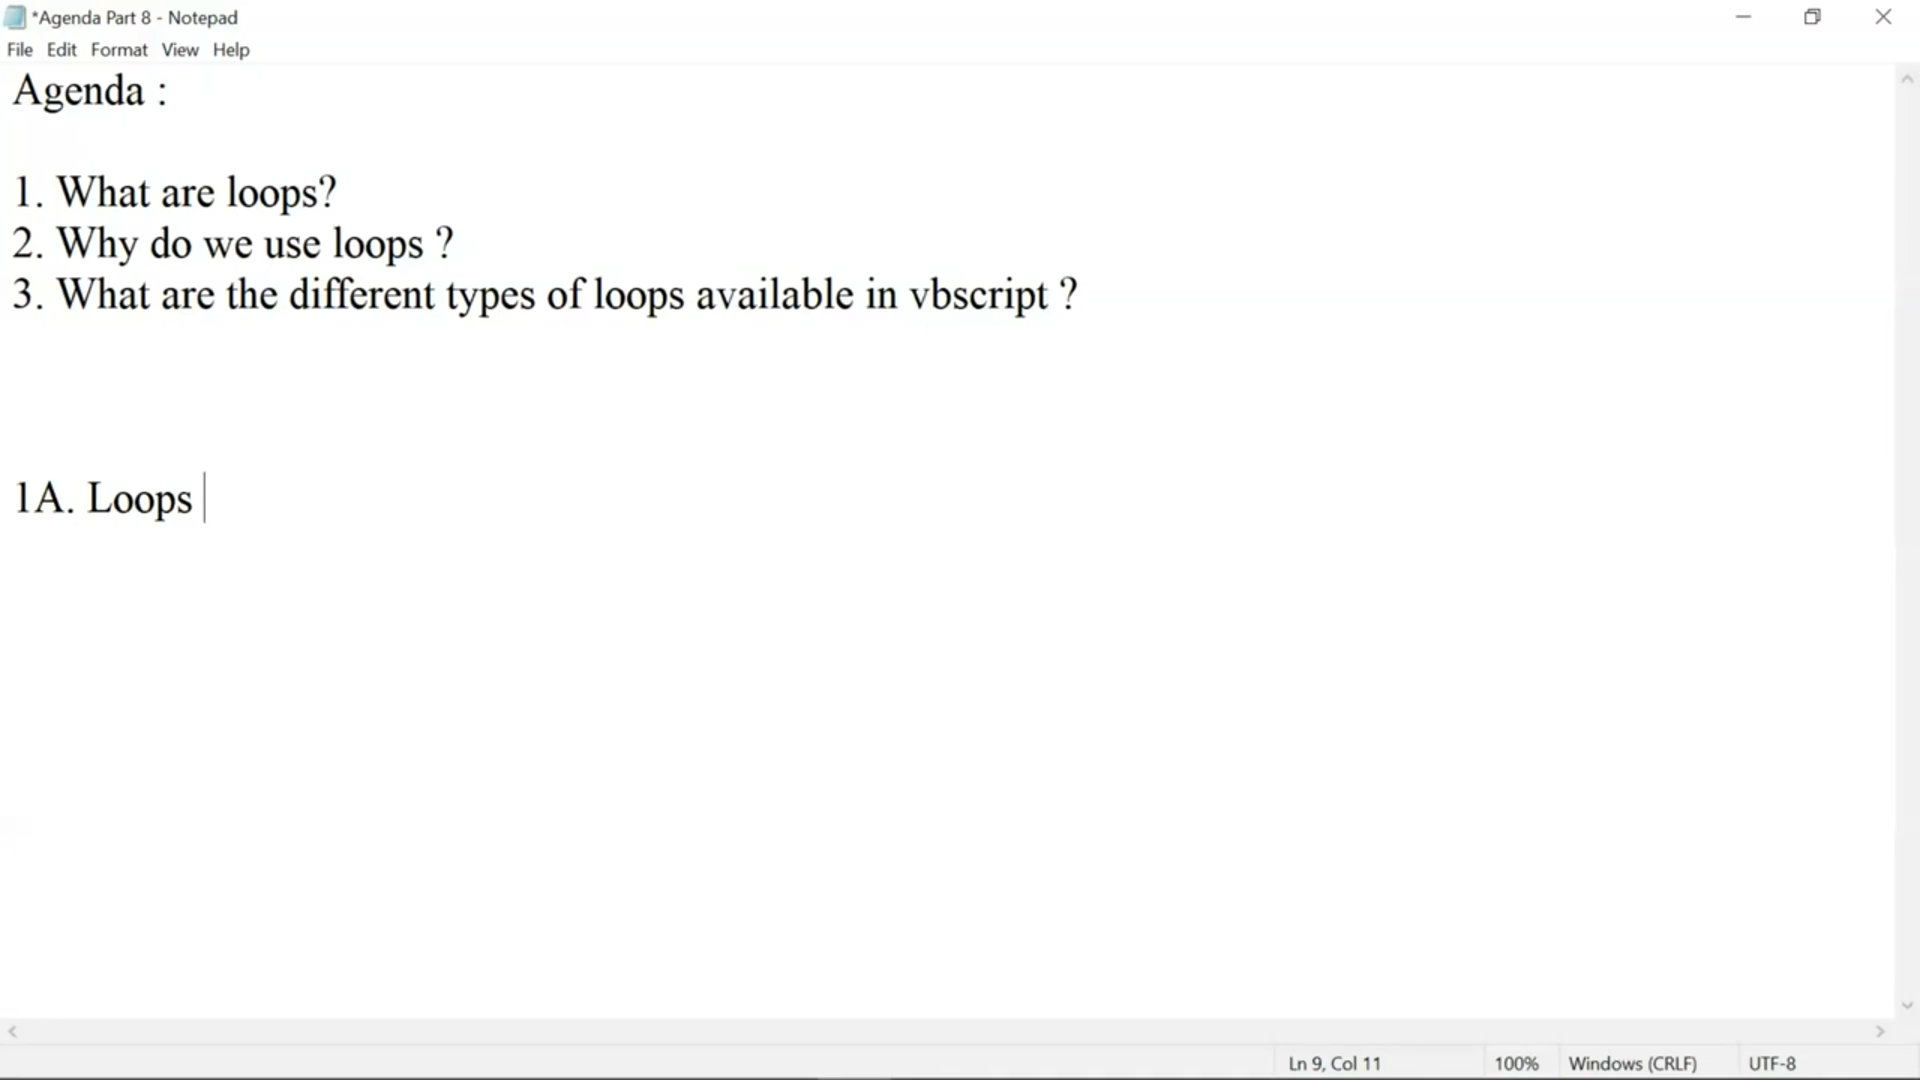 *Agenda Part 8 - Notepad
File Edit Format View Help
Agenda :
1. What are loops?
2. Why do we use loops ?
3. What are the different types of loops available in vbscript ?
1A. Loops
Ln 9, Col 11 100% Windows (CRLF) UTF-8